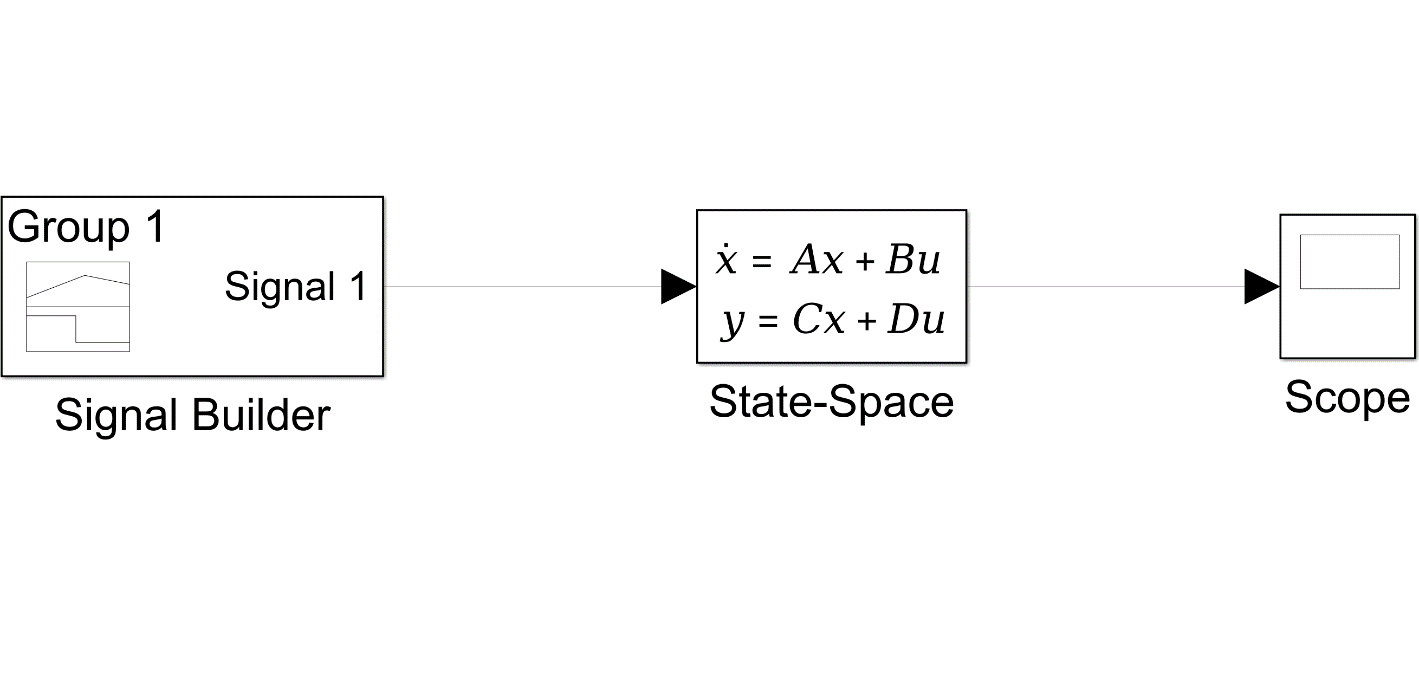 Group 1
Signal 1
Signal Builder
ẋ = Ax + Bu
y = Cx + Du
State-Space
Scope